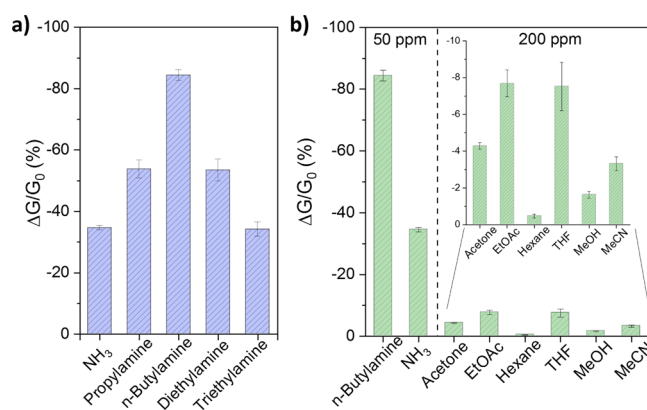 a)
ΔG/G₀ (%)
-100
-80
-60
-40
-20
0
NH₃
Propylamine
n-Butylamine
Diethylamine
Triethylamine
b)
ΔG/G₀ (%)
-100
-80
-60
-40
-20
0
50 ppm
200 ppm
-10
-8
-6
-4
-2
0
Acetone
EtOAc
Hexane
THF
MeOH
MeCN
n-Butylamine
NH₃
Acetone
EtOAc
Hexane
THF
MeOH
MeCN